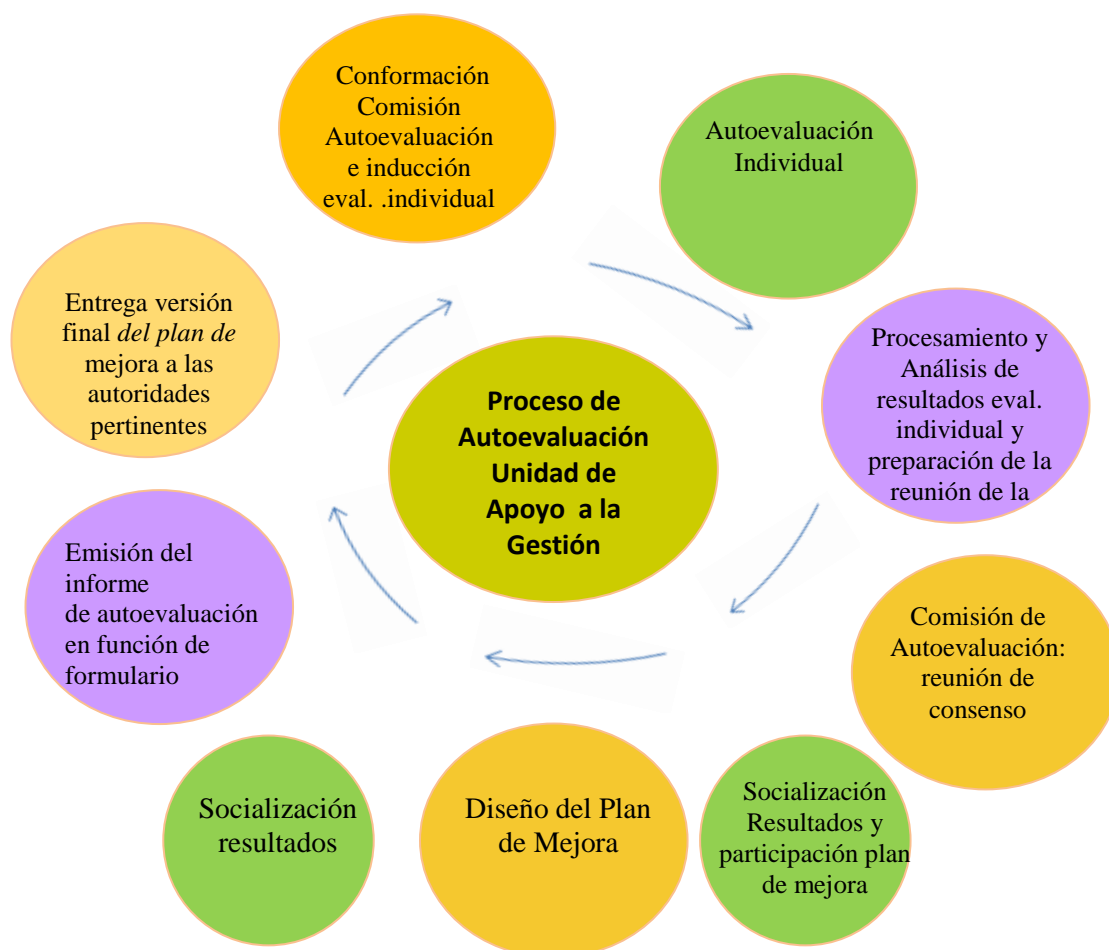 Conformación
Comisión
Autoevaluación
e inducción
eval. .individual
Autoevaluación
Individual
Procesamiento y
Análisis de
resultados eval.
individual y
preparación de la
reunión de la
Comisión de
Autoevaluación:
reunión de
consenso
Socialización
Resultados y
participación plan
de mejora
Diseño del Plan
de Mejora
Socialización
resultados
Emisión del
informe
de autoevaluación
en función de
formulario
Entrega versión
final del plan de
mejora a las
autoridades
pertinentes
Proceso de
Autoevaluación
Unidad de
Apoyo a la
Gestión